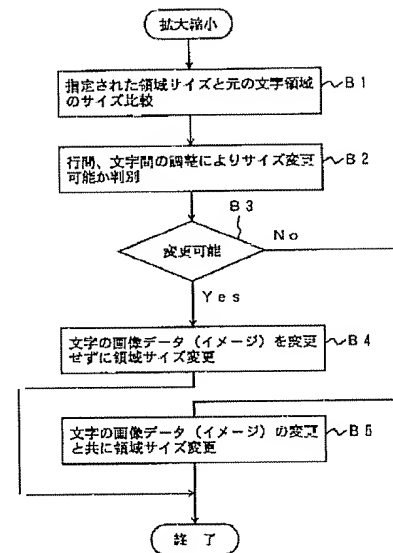 拡大縮小
指定された領域サイズと元の文字領域
のサイズ比較
B1
行間、文字間の調整によりサイズ変更
可能か判別
B2
B3
変更可能
No
Yes
文字の画像データ(イメージ)を変更
せずに領域サイズ変更
B4
文字の画像データ(イメージ)の変更
と共に領域サイズ変更
B5
終了